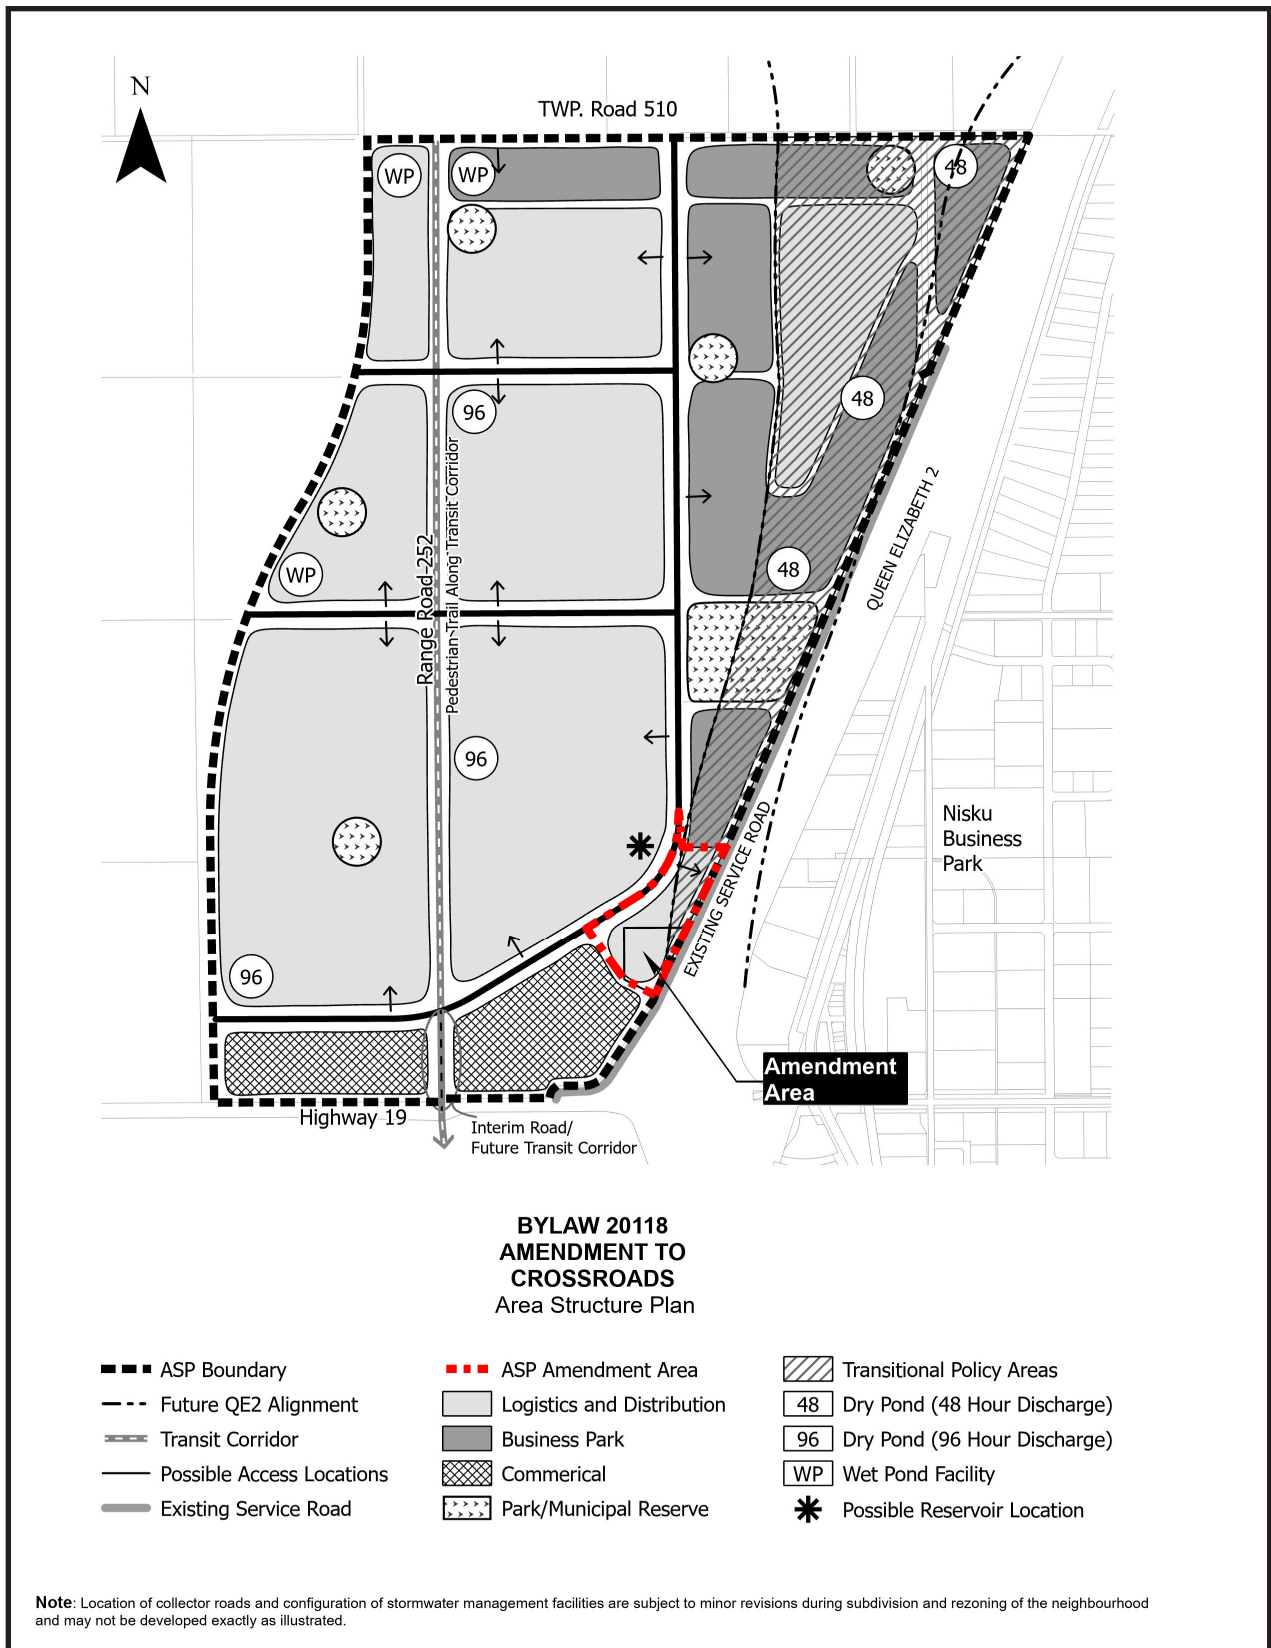 N
TWP. Road 510
WP
WP
48
96
48
WP
48
Range Road 252
Pedestrian Trail Along Transit Corridor
QUEEN ELIZABETH 2
96
Nisku
Business
Park
EXISTING SERVICE ROAD
96
Amendment
Area
Highway 19
Interim Road/
Future Transit Corridor
BYLAW 20118
AMENDMENT TO
CROSSROADS
Area Structure Plan
ASP Boundary
Future QE2 Alignment
Transit Corridor
Possible Access Locations
Existing Service Road
ASP Amendment Area
Logistics and Distribution
Business Park
Commerical
Park/Municipal Reserve
Transitional Policy Areas
48 Dry Pond (48 Hour Discharge)
96 Dry Pond (96 Hour Discharge)
WP Wet Pond Facility
Possible Reservoir Location
Note: Location of collector roads and configuration of stormwater management facilities are subject to minor revisions during subdivision and rezoning of the neighbourhood
and may not be developed exactly as illustrated.